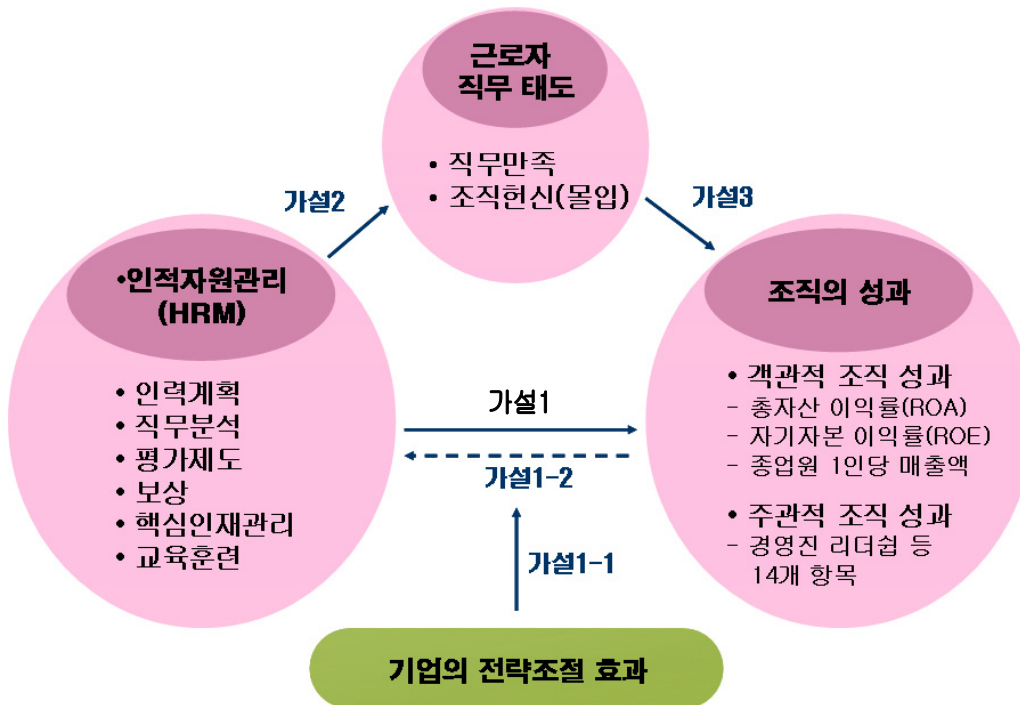 근로자
직무 태도
• 직무만족
• 조직헌신(몰입)
가설2
가설3
•인적자원관리
(HRM)
• 인력계획
• 직무분석
• 평가제도
• 보상
• 핵심인재관리
• 교육훈련
가설1
가설1-2
가설1-1
조직의 성과
• 객관적 조직 성과
- 총자산 이익률(ROA)
- 자기자본 이익률(ROE)
- 종업원 1인당 매출액
• 주관적 조직 성과
- 경영진 리더쉽 등
14개 항목
기업의 전략조절 효과